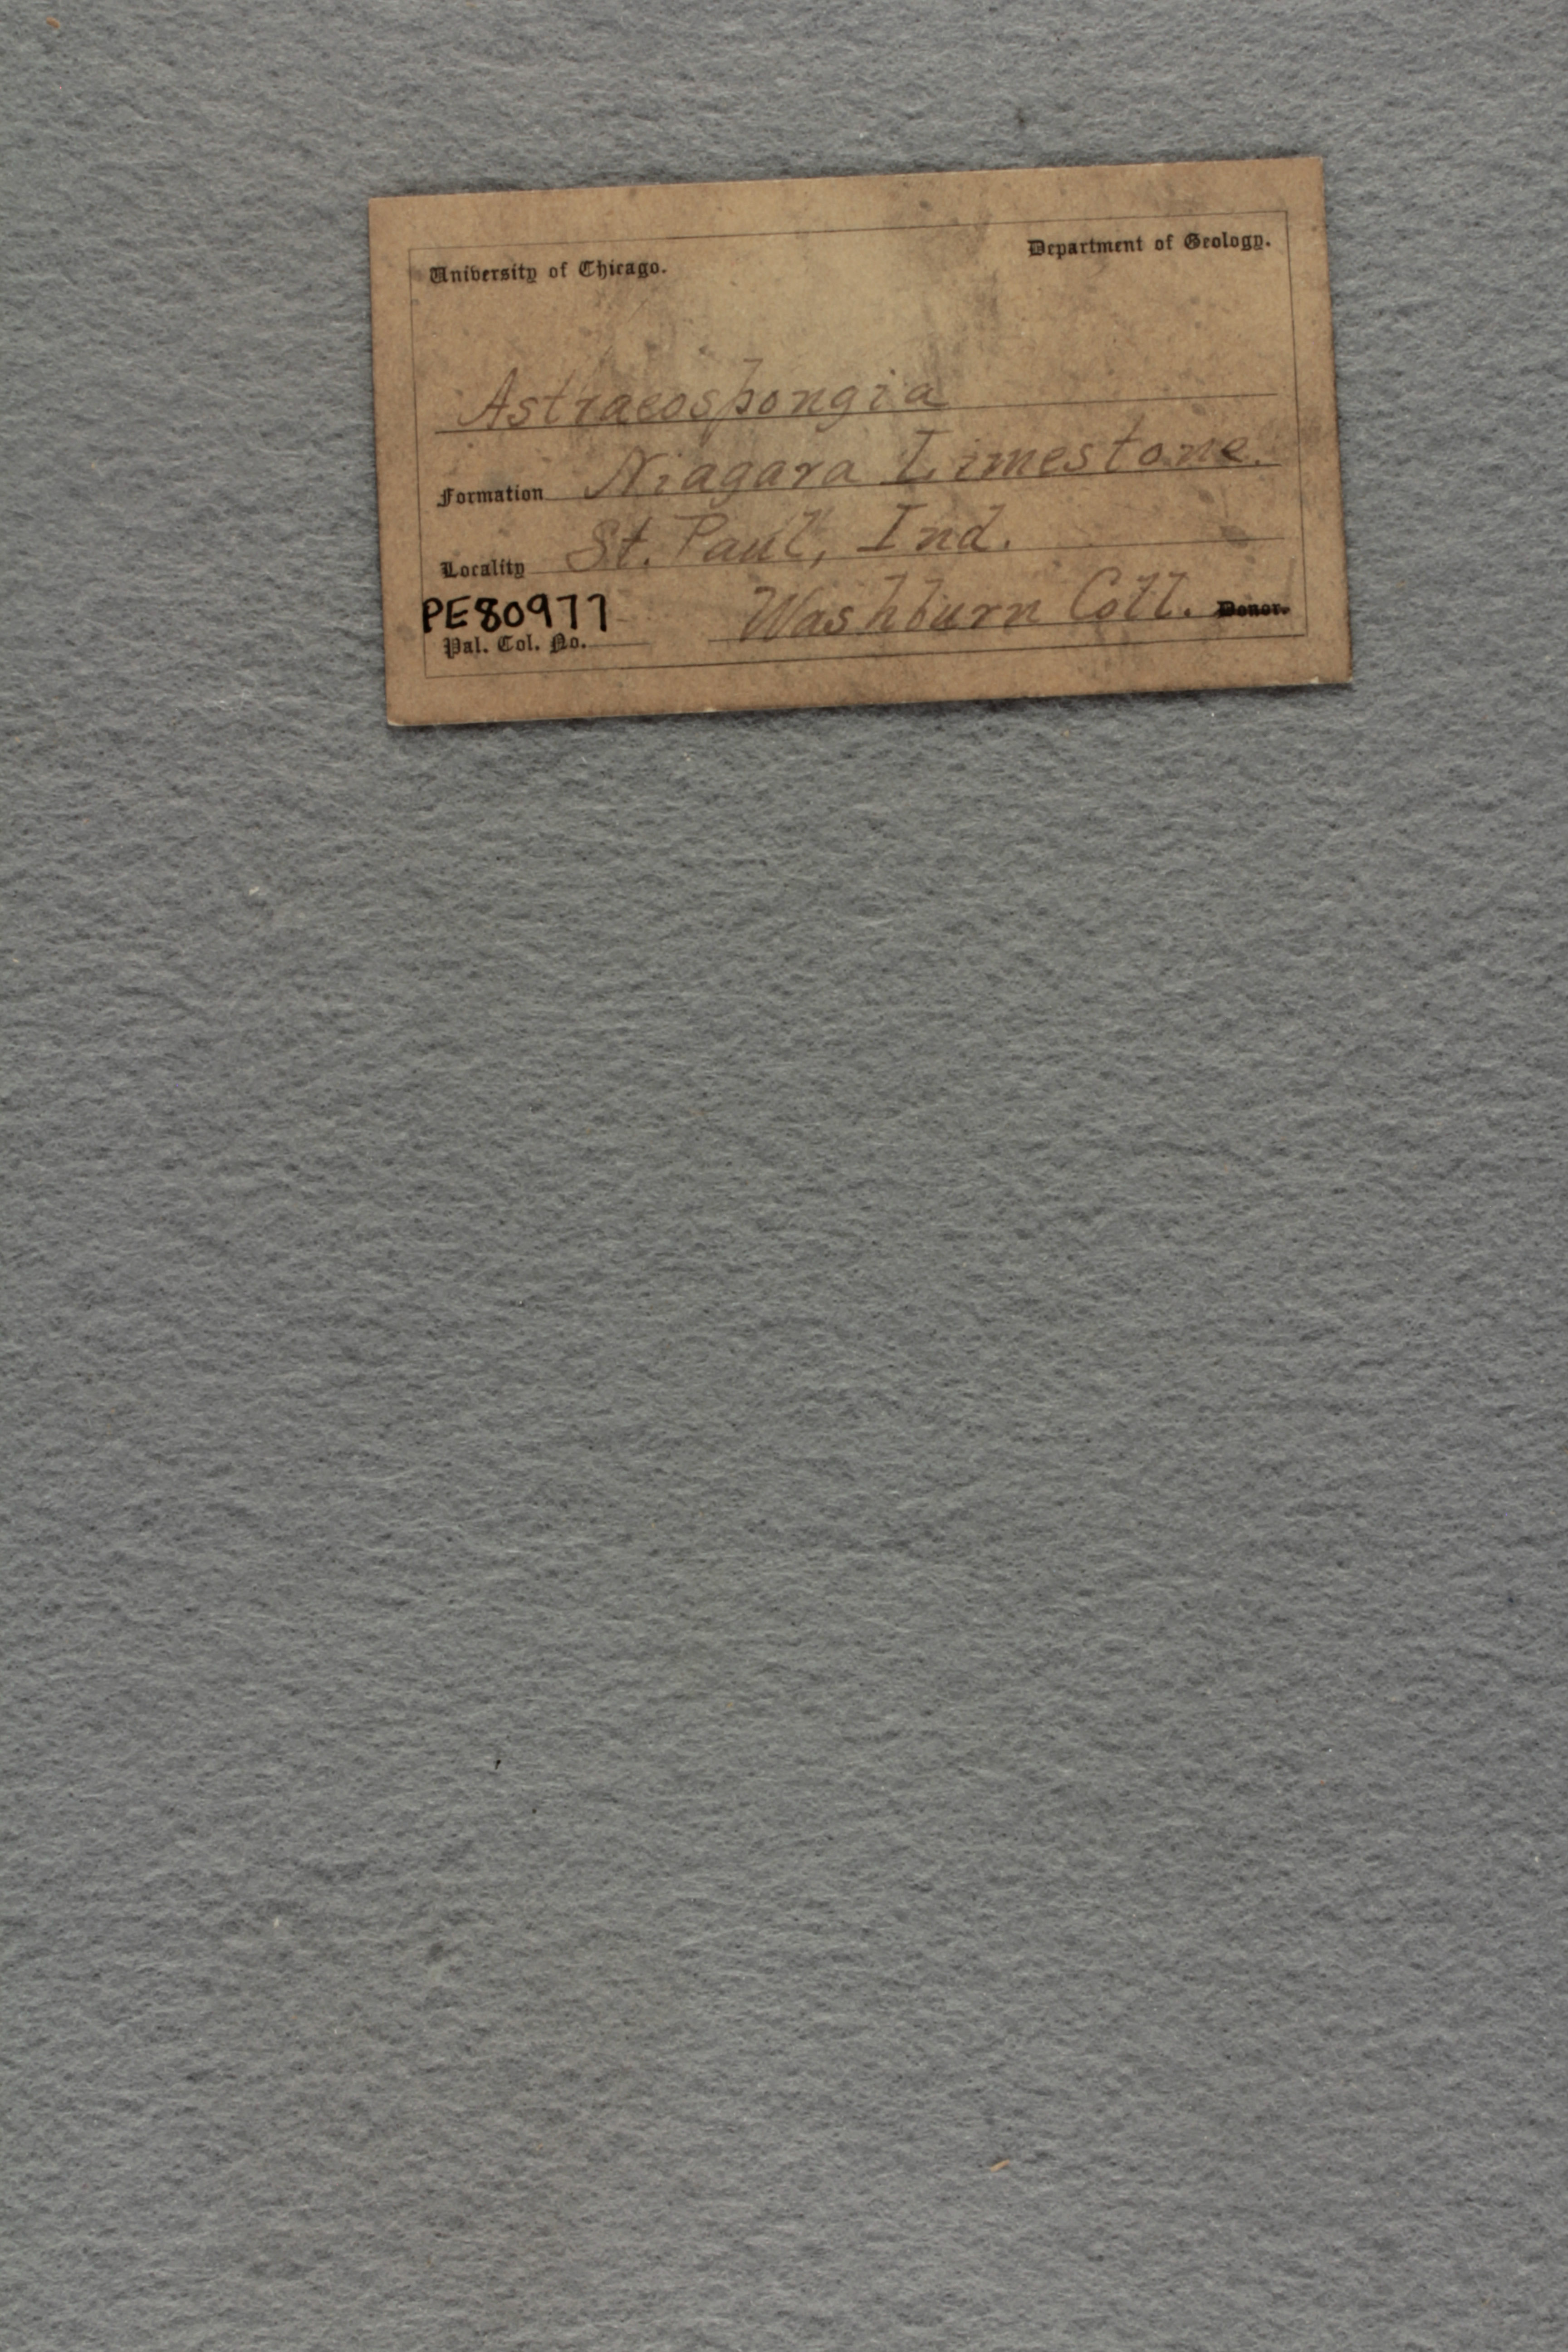 University of Chicago. Department of Geology.
Astraeospongia
Formation Niagara Limestone.
Locality St. Paul, Ind.
PE80977
Pal. Col. No. Washburn Coll. Donor.